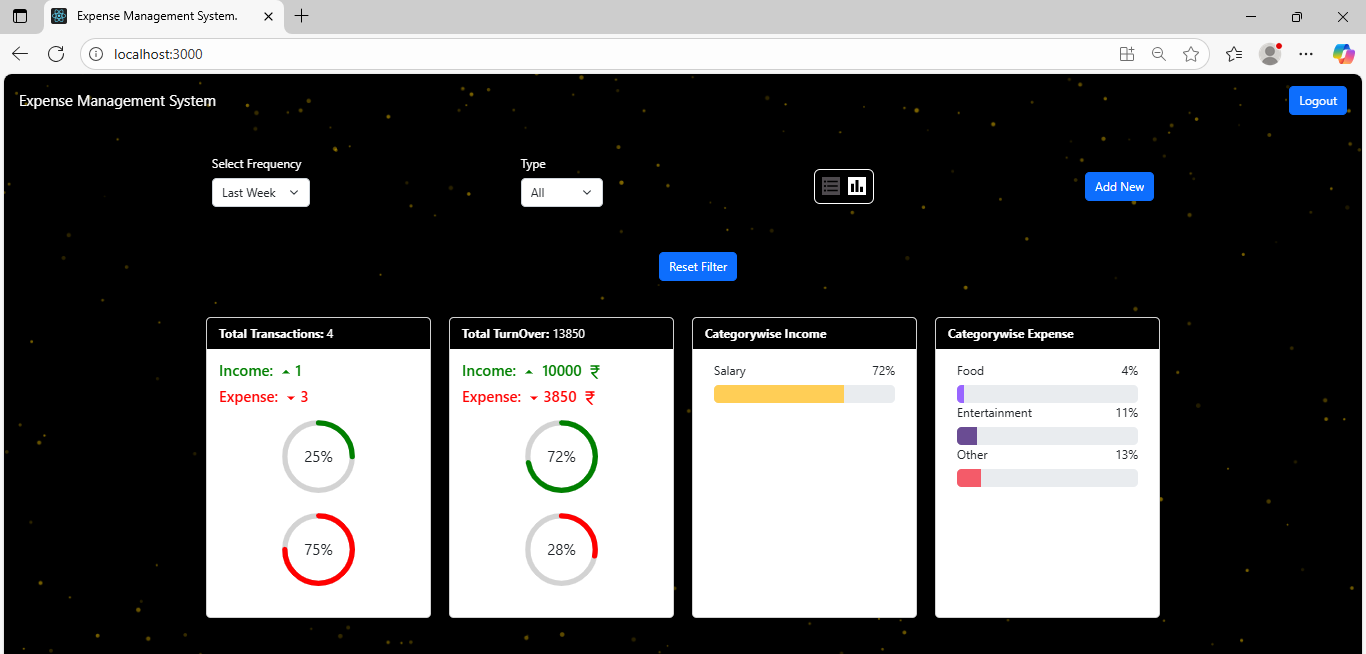 Expense Management System.
localhost:3000
Expense Management System
Logout
Select Frequency
Last Week
Type
All
Add New
Reset Filter
Total Transactions: 4
Income: 1
Expense: 3
25%
75%
Total TurnOver: 13850
Income: 10000 ₹
Expense: 3850 ₹
72%
28%
Categorywise Income
Salary 72%
Categorywise Expense
Food 4%
Entertainment 11%
Other 13%